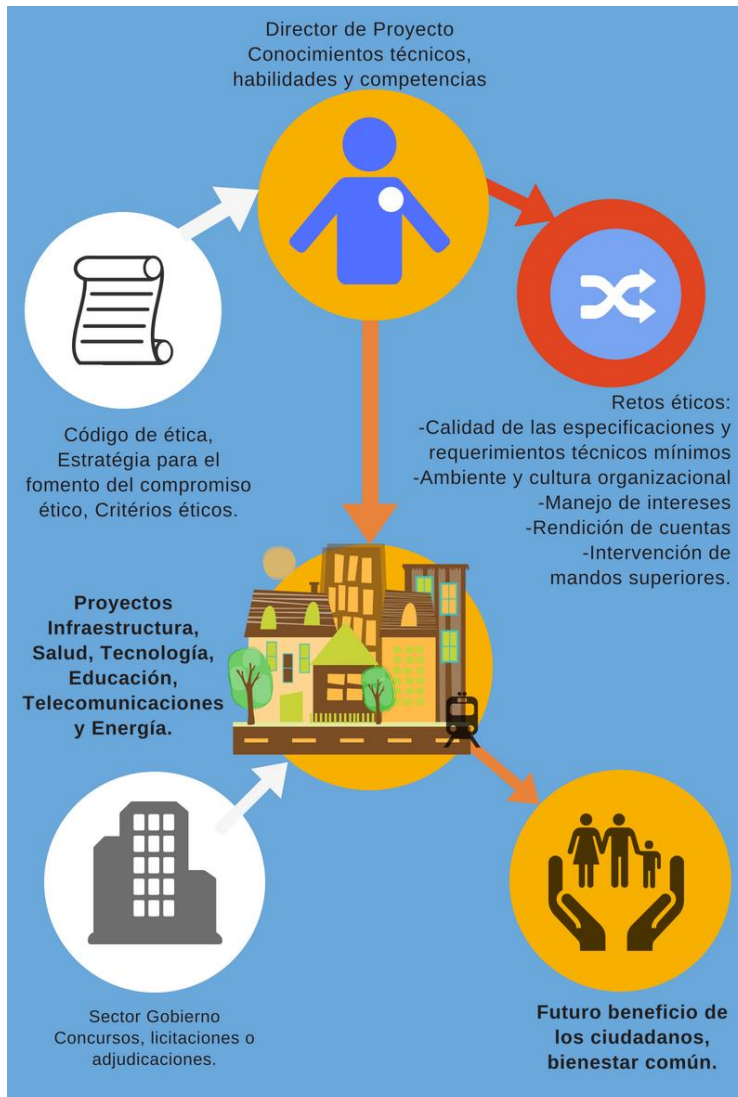 Director de Proyecto
Conocimientos técnicos,
habilidades y competencias
Código de ética,
Estratégia para el
fomento del compromiso
ético, Critérios éticos.
Retos éticos:
-Calidad de las especificaciones y
requerimientos técnicos mínimos
-Ambiente y cultura organizacional
-Manejo de intereses
-Rendición de cuentas
-Intervención de
mandos superiores.
Proyectos
Infraestructura,
Salud, Tecnología,
Educación,
Telecomunicaciones
y Energía.
Sector Gobierno
Concursos, licitaciones o
adjudicaciones.
Futuro beneficio de
los ciudadanos,
bienestar común.